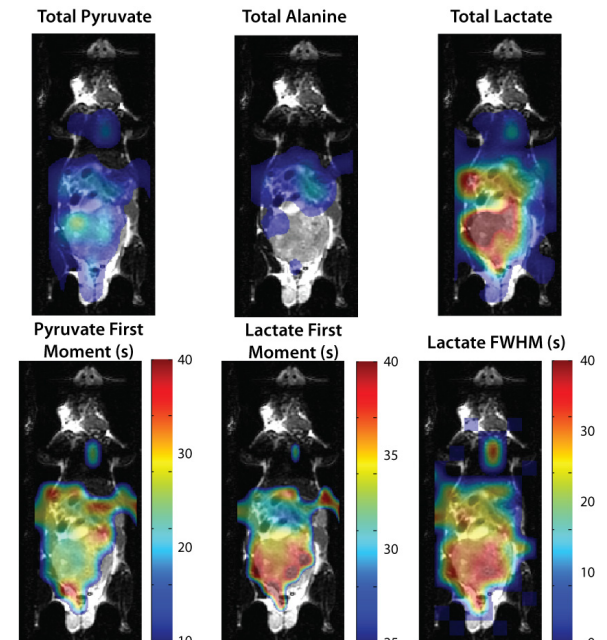 Total Pyruvate
Total Alanine
Total Lactate
Pyruvate First
Moment (s)
40
30
20
10
Lactate First
Moment (s)
40
35
30
25
Lactate FWHM (s)
40
30
20
10
0